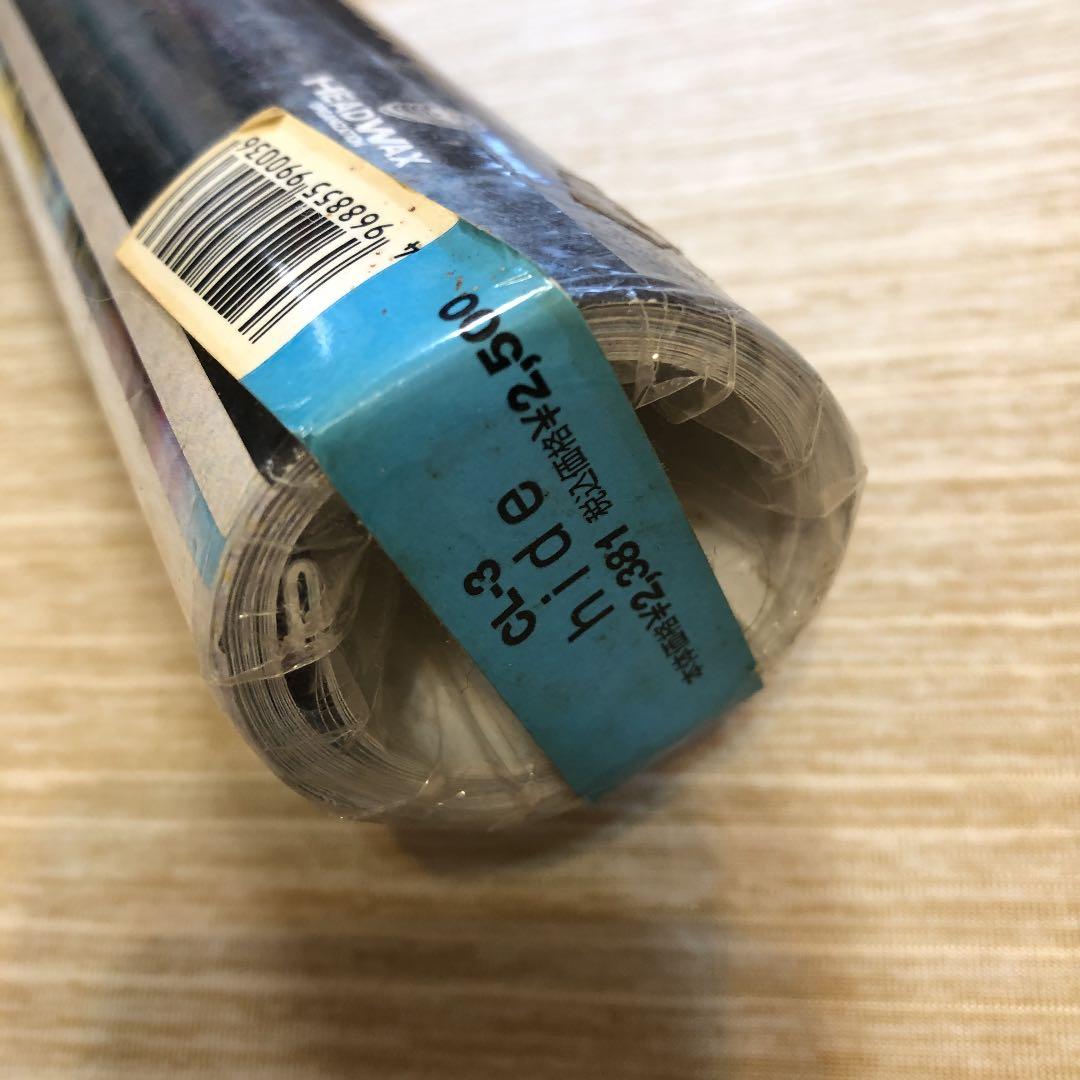 HEADWAX
ORGANIZATION
4 968855 990036
CL-3
hide
税込価格¥2,500
本体価格¥2,381